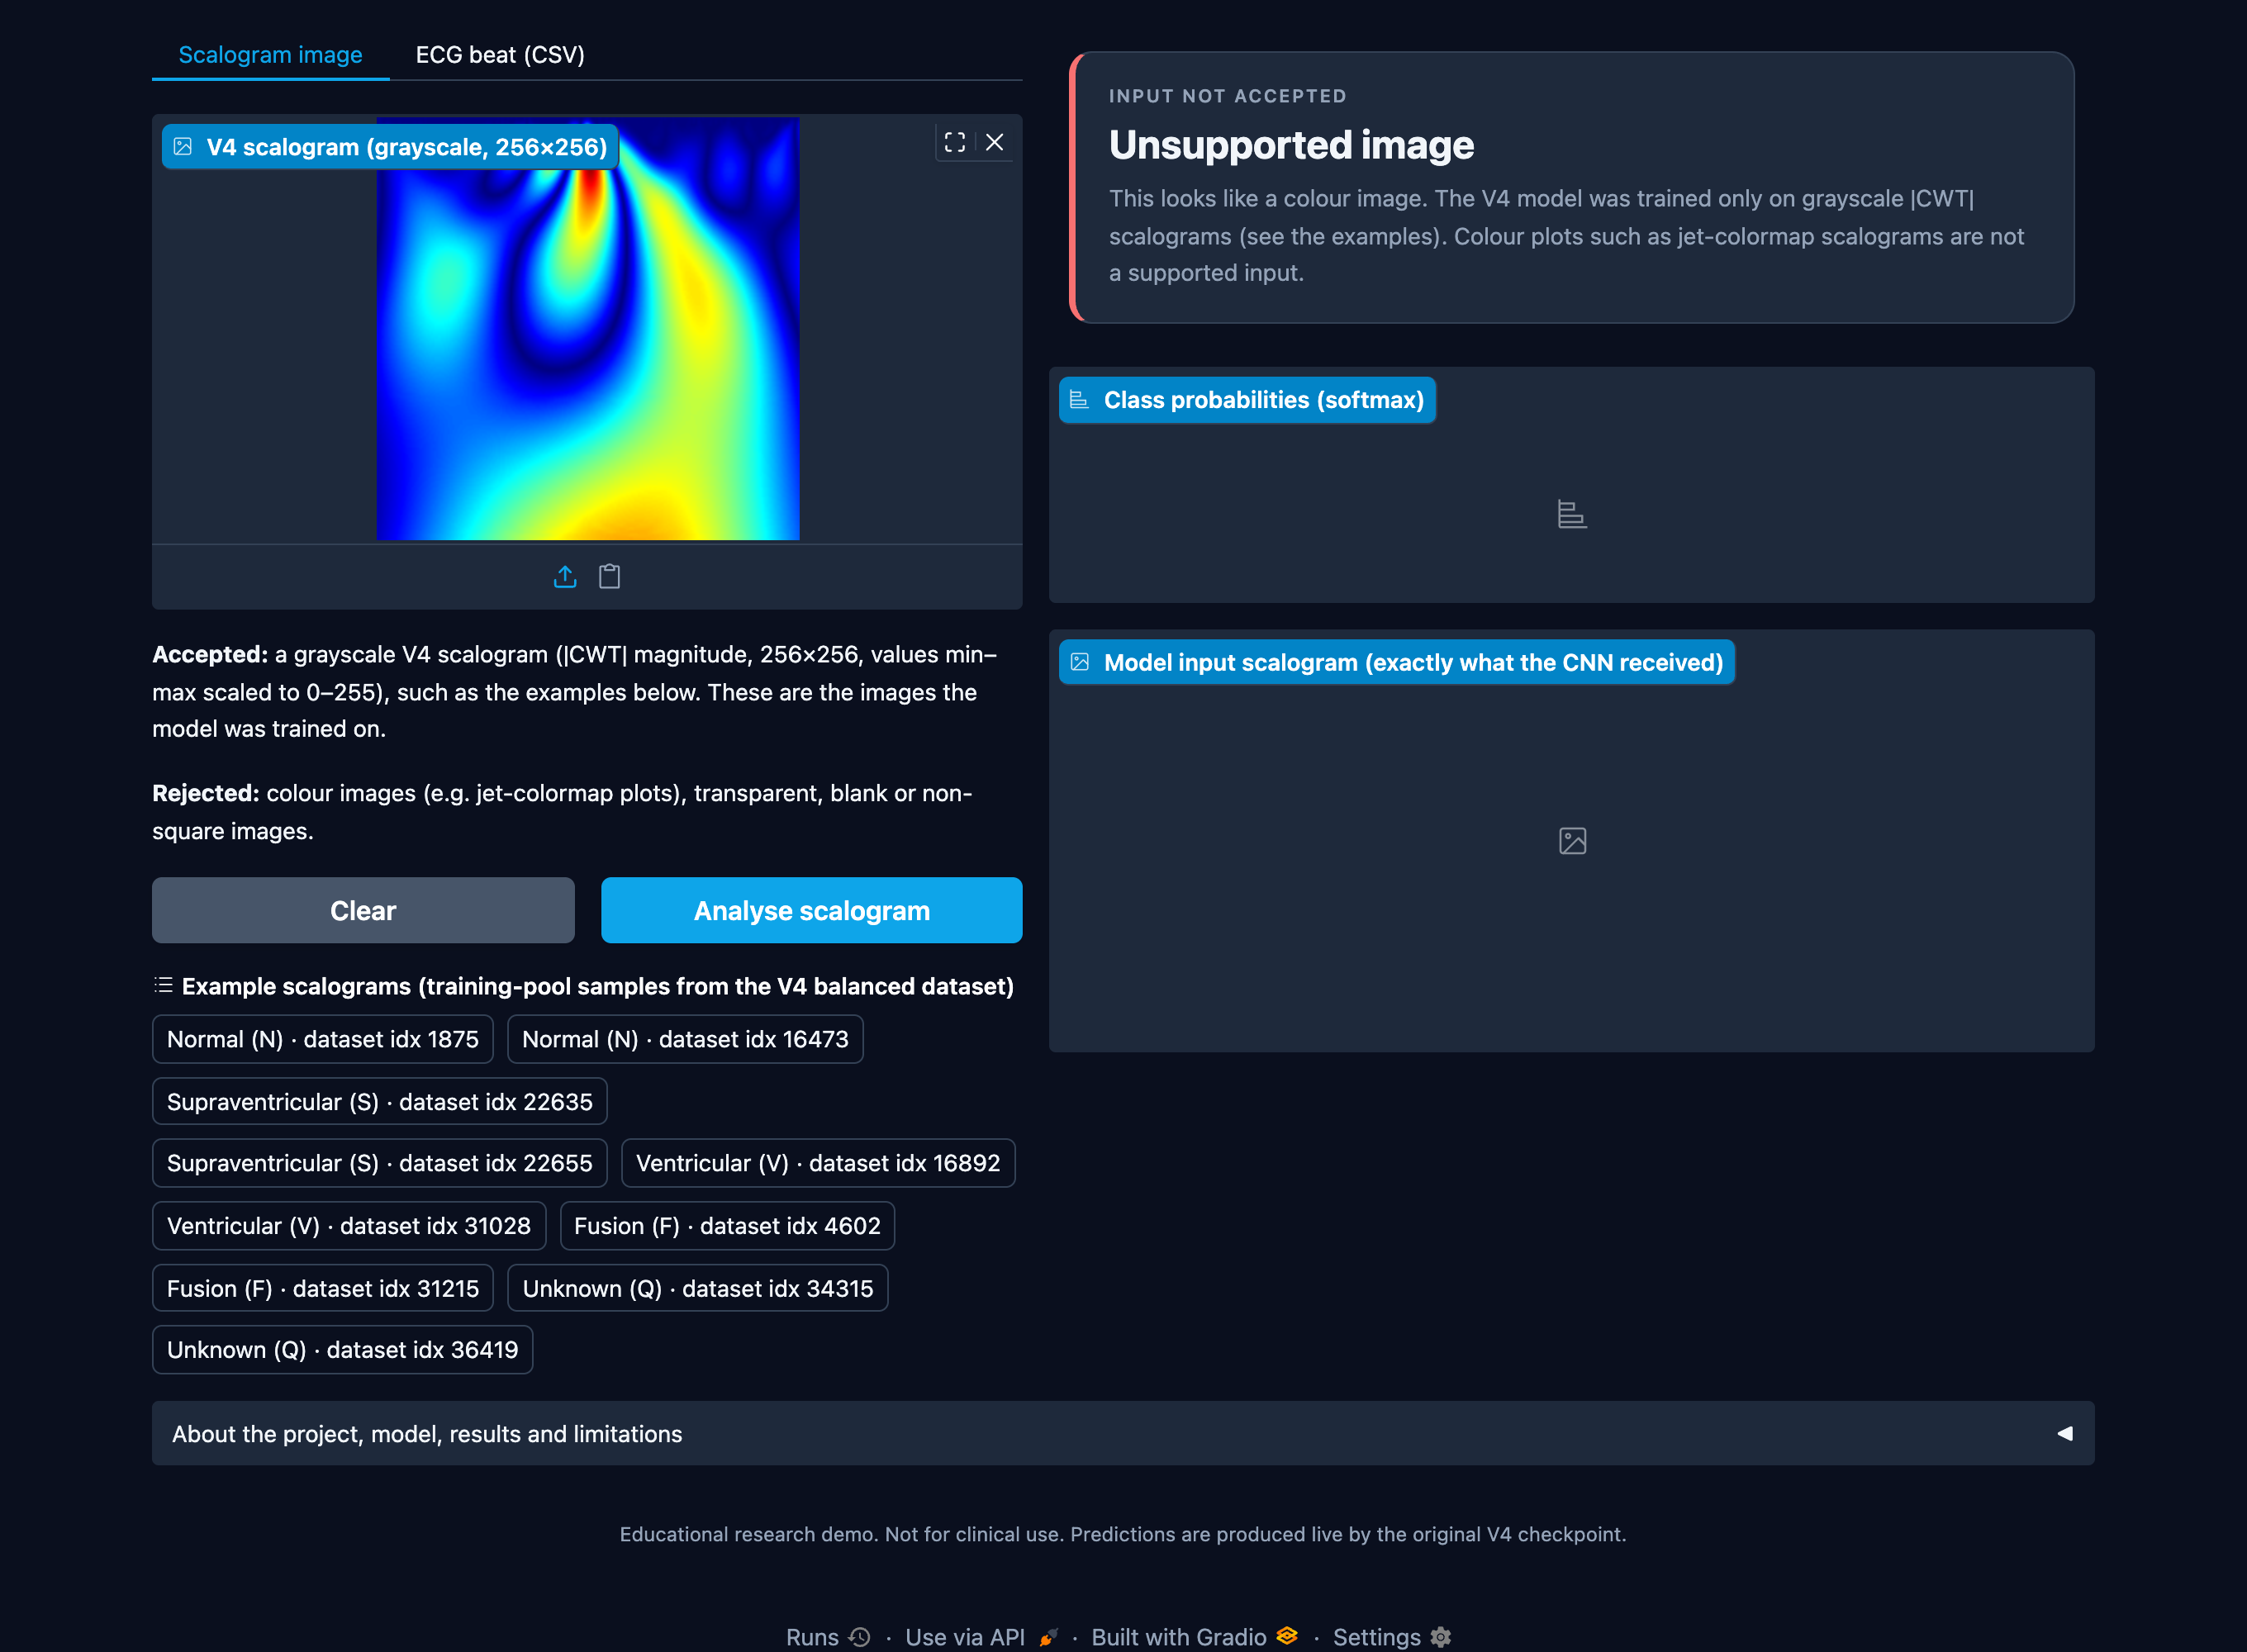 Scalogram image
ECG beat (CSV)
V4 scalogram (grayscale, 256×256)
Accepted: a grayscale V4 scalogram (|CWT| magnitude, 256×256, values min–
max scaled to 0–255), such as the examples below. These are the images the
model was trained on.
Rejected: colour images (e.g. jet-colormap plots), transparent, blank or non-
square images.
Clear
Analyse scalogram
Example scalograms (training-pool samples from the V4 balanced dataset)
Normal (N) · dataset idx 1875
Normal (N) · dataset idx 16473
Supraventricular (S) · dataset idx 22635
Supraventricular (S) · dataset idx 22655
Ventricular (V) · dataset idx 16892
Ventricular (V) · dataset idx 31028
Fusion (F) · dataset idx 4602
Fusion (F) · dataset idx 31215
Unknown (Q) · dataset idx 34315
Unknown (Q) · dataset idx 36419
INPUT NOT ACCEPTED
Unsupported image
This looks like a colour image. The V4 model was trained only on grayscale |CWT|
scalograms (see the examples). Colour plots such as jet-colormap scalograms are not
a supported input.
Class probabilities (softmax)
Model input scalogram (exactly what the CNN received)
About the project, model, results and limitations
Educational research demo. Not for clinical use. Predictions are produced live by the original V4 checkpoint.
Runs · Use via API · Built with Gradio · Settings